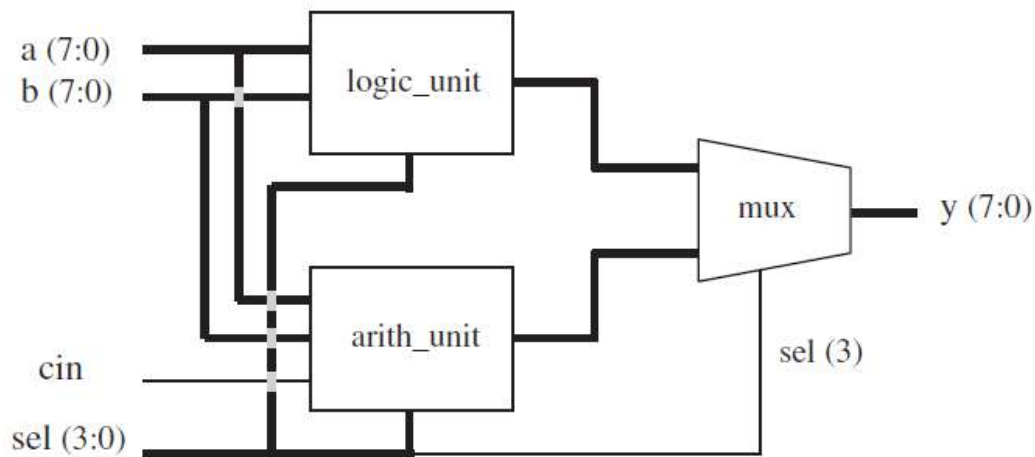 a (7:0)
b (7:0)
logic_unit
mux
y (7:0)
arith_unit
sel (3)
cin
sel (3:0)